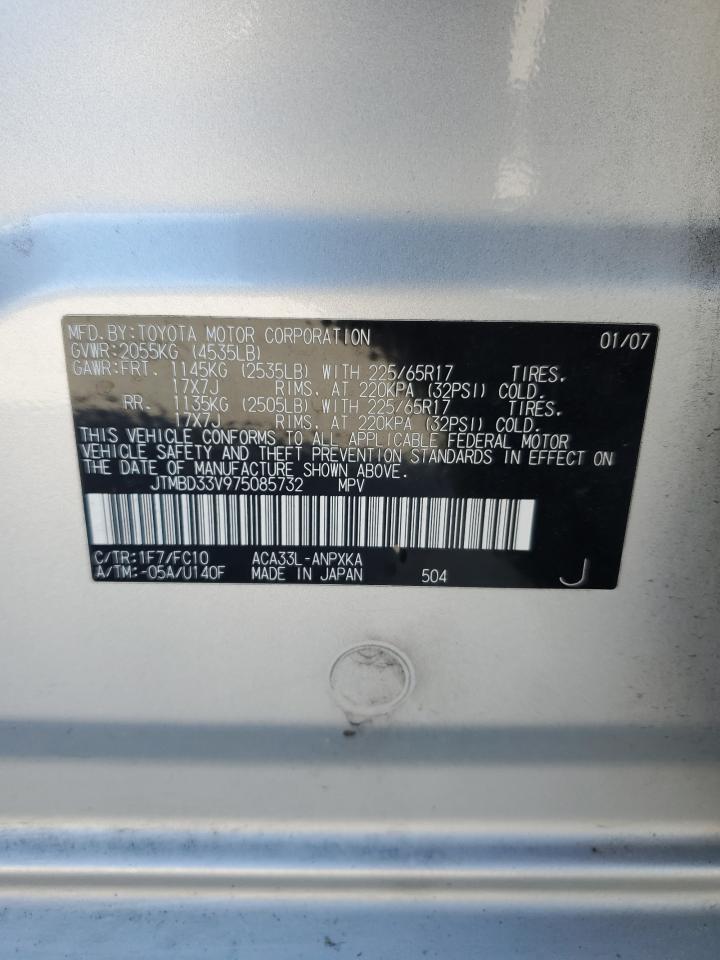 MFD.BY:TOYOTA MOTOR CORPORATION 01/07
GVWR:2055KG (4535LB)
GAWR:FRT. 1145KG (2535LB) WITH 225/65R17 TIRES.
17X7J RIMS. AT 220KPA (32PSI) COLD.
RR. 1135KG (2505LB) WITH 225/65R17 TIRES.
17X7J RIMS. AT 220KPA (32PSI) COLD.
THIS VEHICLE CONFORMS TO ALL APPLICABLE FEDERAL MOTOR
VEHICLE SAFETY AND THEFT PREVENTION STANDARDS IN EFFECT ON
THE DATE OF MANUFACTURE SHOWN ABOVE.
JTMBD33V975085732 MPV
C/TR:1F7/FC10 ACA33L-ANPXKA
A/TM:-05A/U140F MADE IN JAPAN 504 J